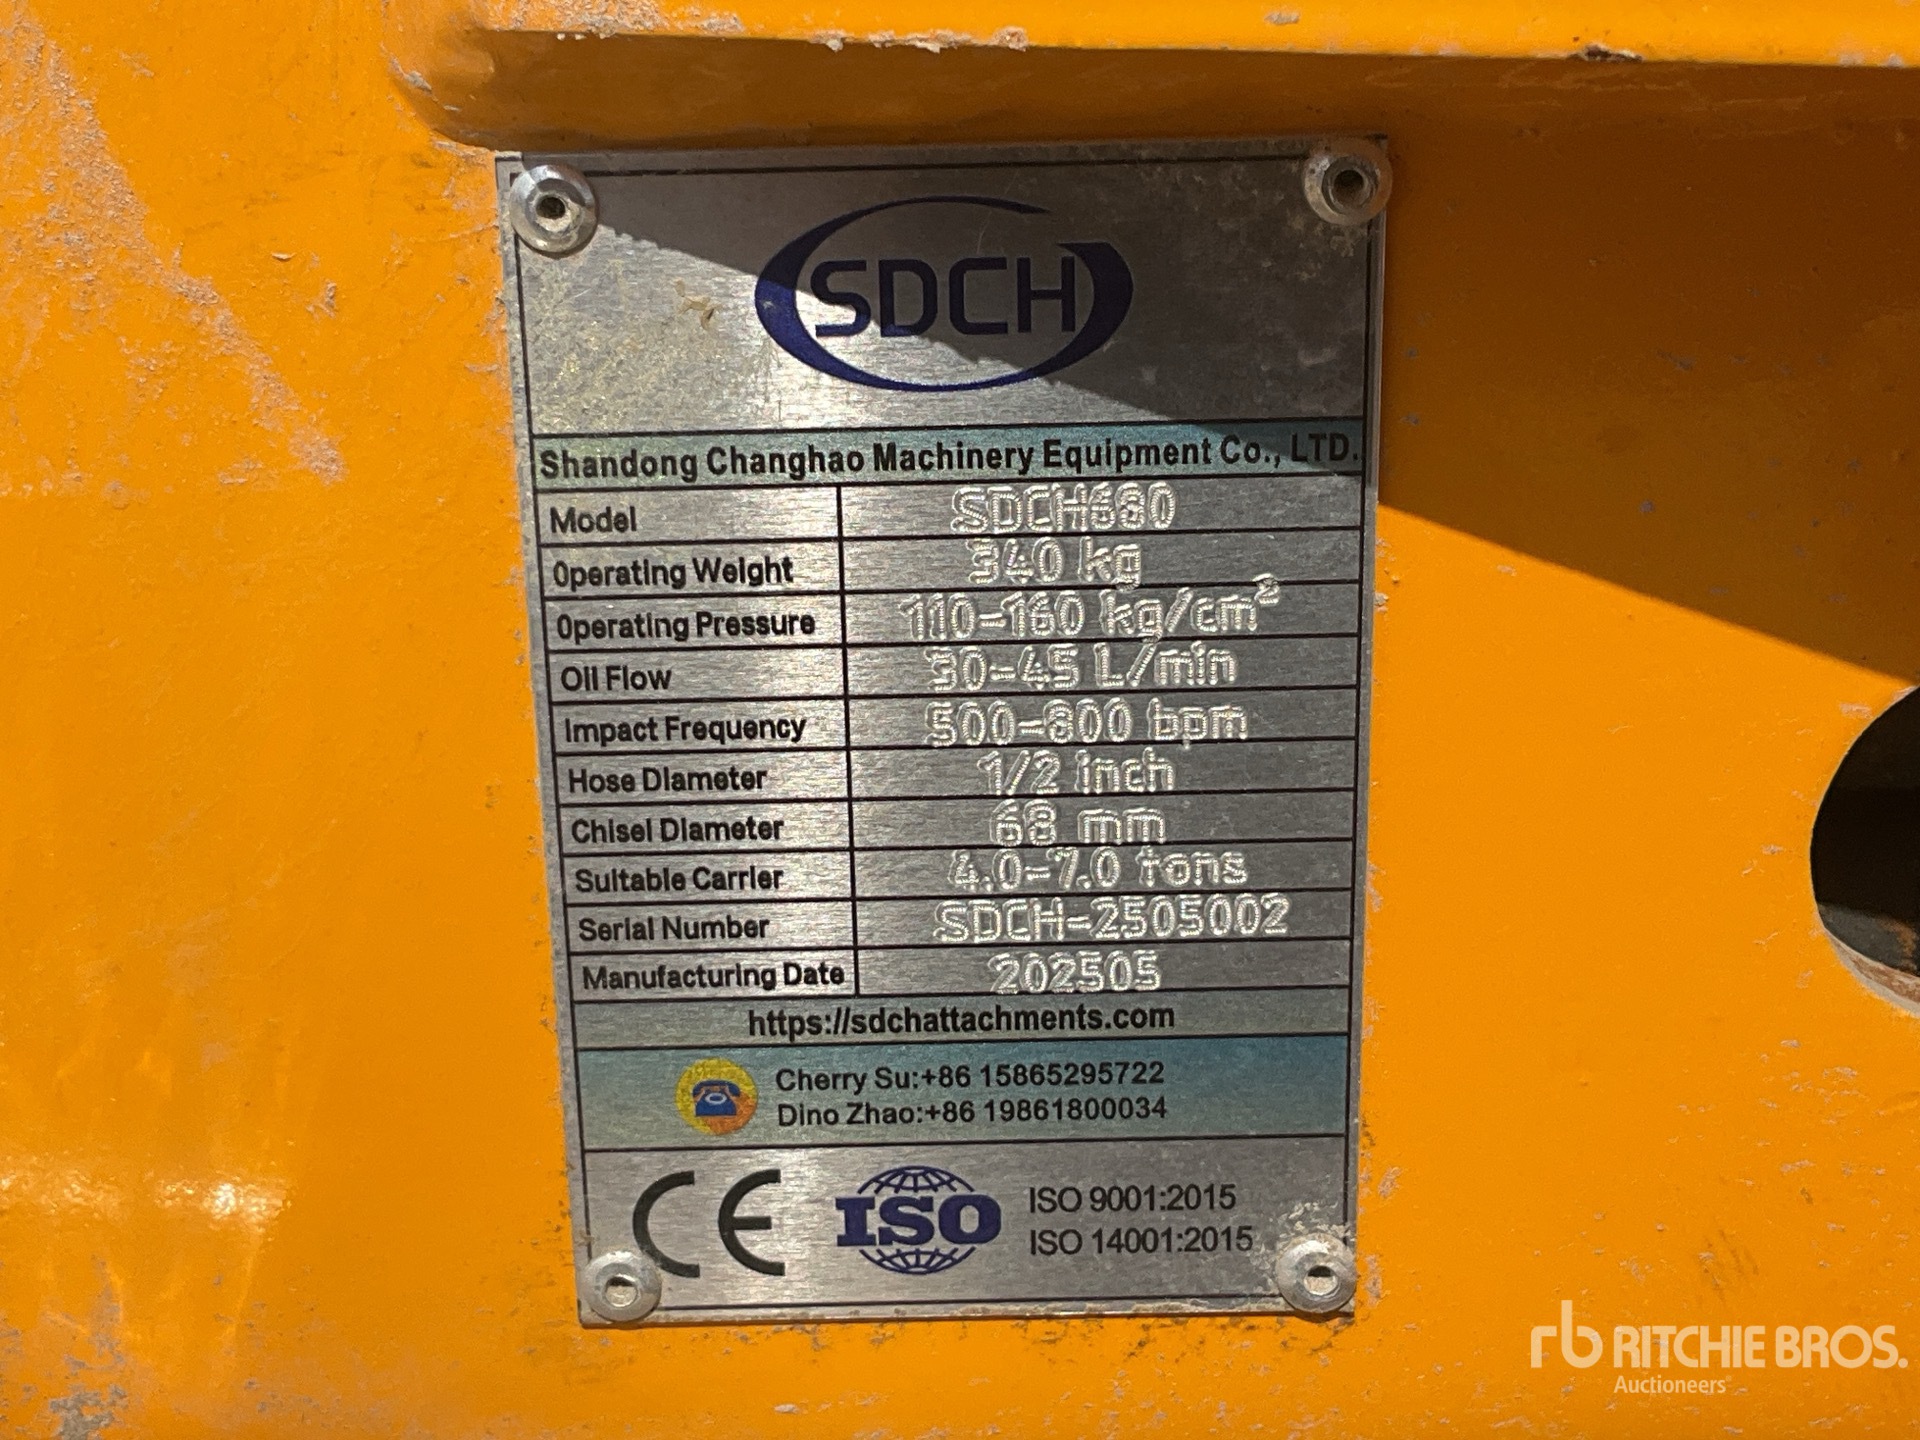 SDCH
Shandong Changhao Machinery Equipment Co., LTD.
Model SDCH680
Operating Weight 340 kg
Operating Pressure 110-160 kg/cm²
Oil Flow 30-45 L/min
Impact Frequency 500-800 bpm
Hose Diameter 1/2 inch
Chisel Diameter 68 mm
Suitable Carrier 4.0-7.0 tons
Serial Number SDCH-2505002
Manufacturing Date 202505
https://sdchattachments.com
Cherry Su:+86 15865295722
Dino Zhao:+86 19861800034
CE ISO ISO 9001:2015
ISO 14001:2015
rb RITCHIE BROS.
Auctioneers